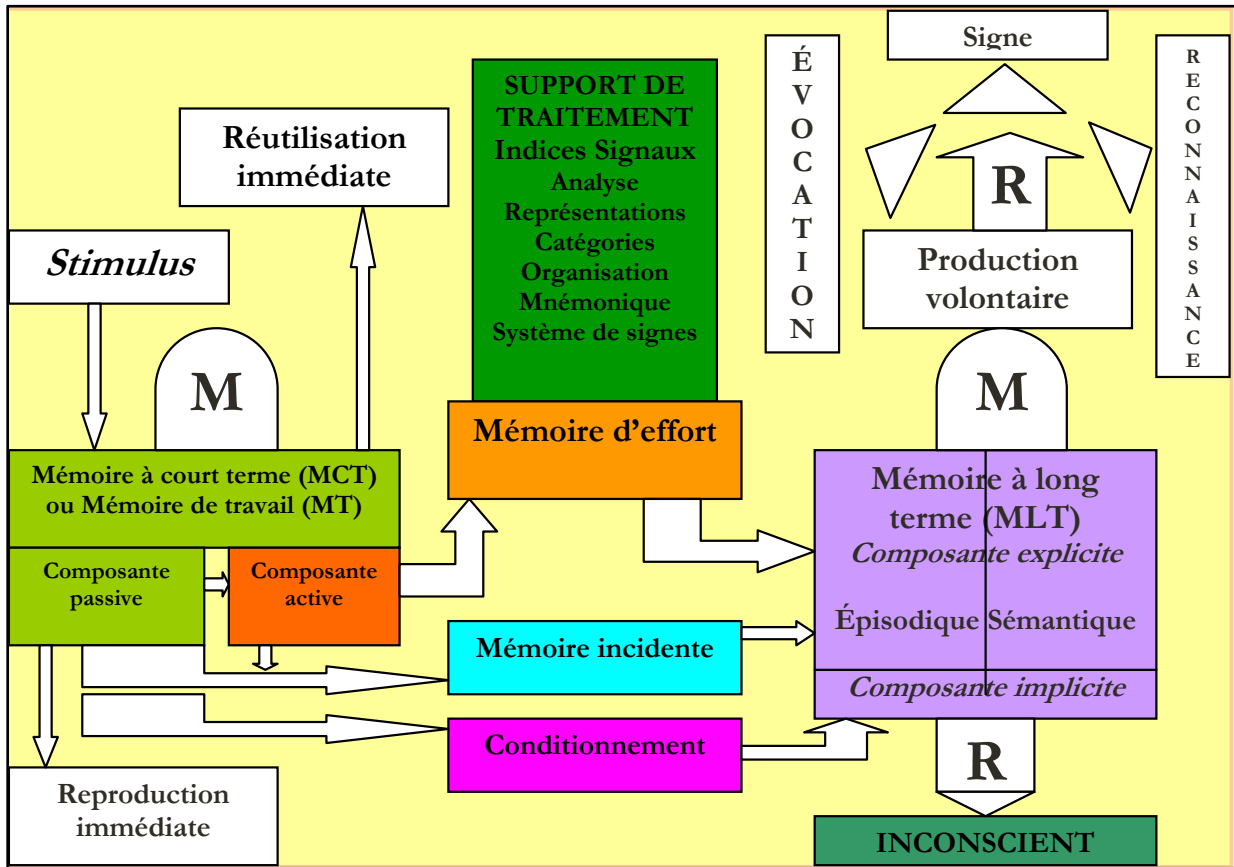 Signe
ÉVOCATION
RECONNAISSANCE
SUPPORT DE
TRAITEMENT
Indices Signaux
Analyse
Représentations
Catégories
Organisation
Mnémonique
Système de signes
Réutilisation
immédiate
R
Stimulus
Production
volontaire
M
M
Mémoire d'effort
Mémoire à court terme (MCT)
ou Mémoire de travail (MT)
Mémoire à long
terme (MLT)
Composante explicite
Épisodique Sémantique
Composante implicite
Composante
passive
Composante
active
Mémoire incidente
Conditionnement
R
Reproduction
immédiate
INCONSCIENT